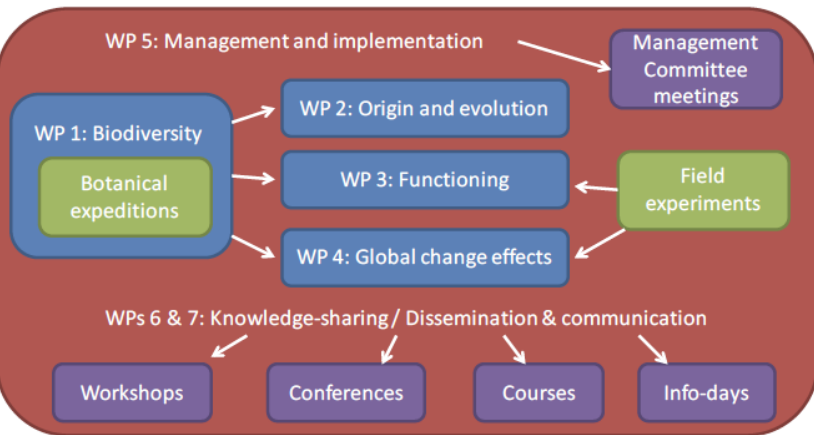 WP 5: Management and implementation
Management
Committee
meetings
WP 1: Biodiversity
Botanical
expeditions
WP 2: Origin and evolution
WP 3: Functioning
WP 4: Global change effects
Field
experiments
WPs 6 & 7: Knowledge-sharing/ Dissemination & communication
Workshops
Conferences
Courses
Info-days